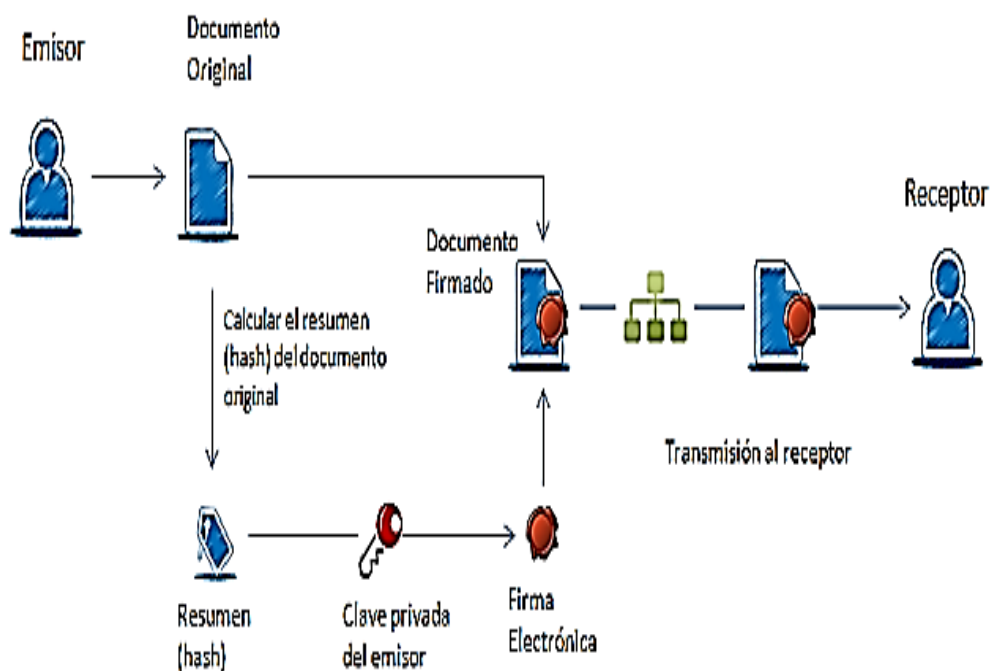 Emisor
Documento
Original
Receptor
Documento
Firmado
Calcular el resumen
(hash) del documento
original
Transmisión al receptor
Resumen
(hash)
Clave privada
del emisor
Firma
Electrónica